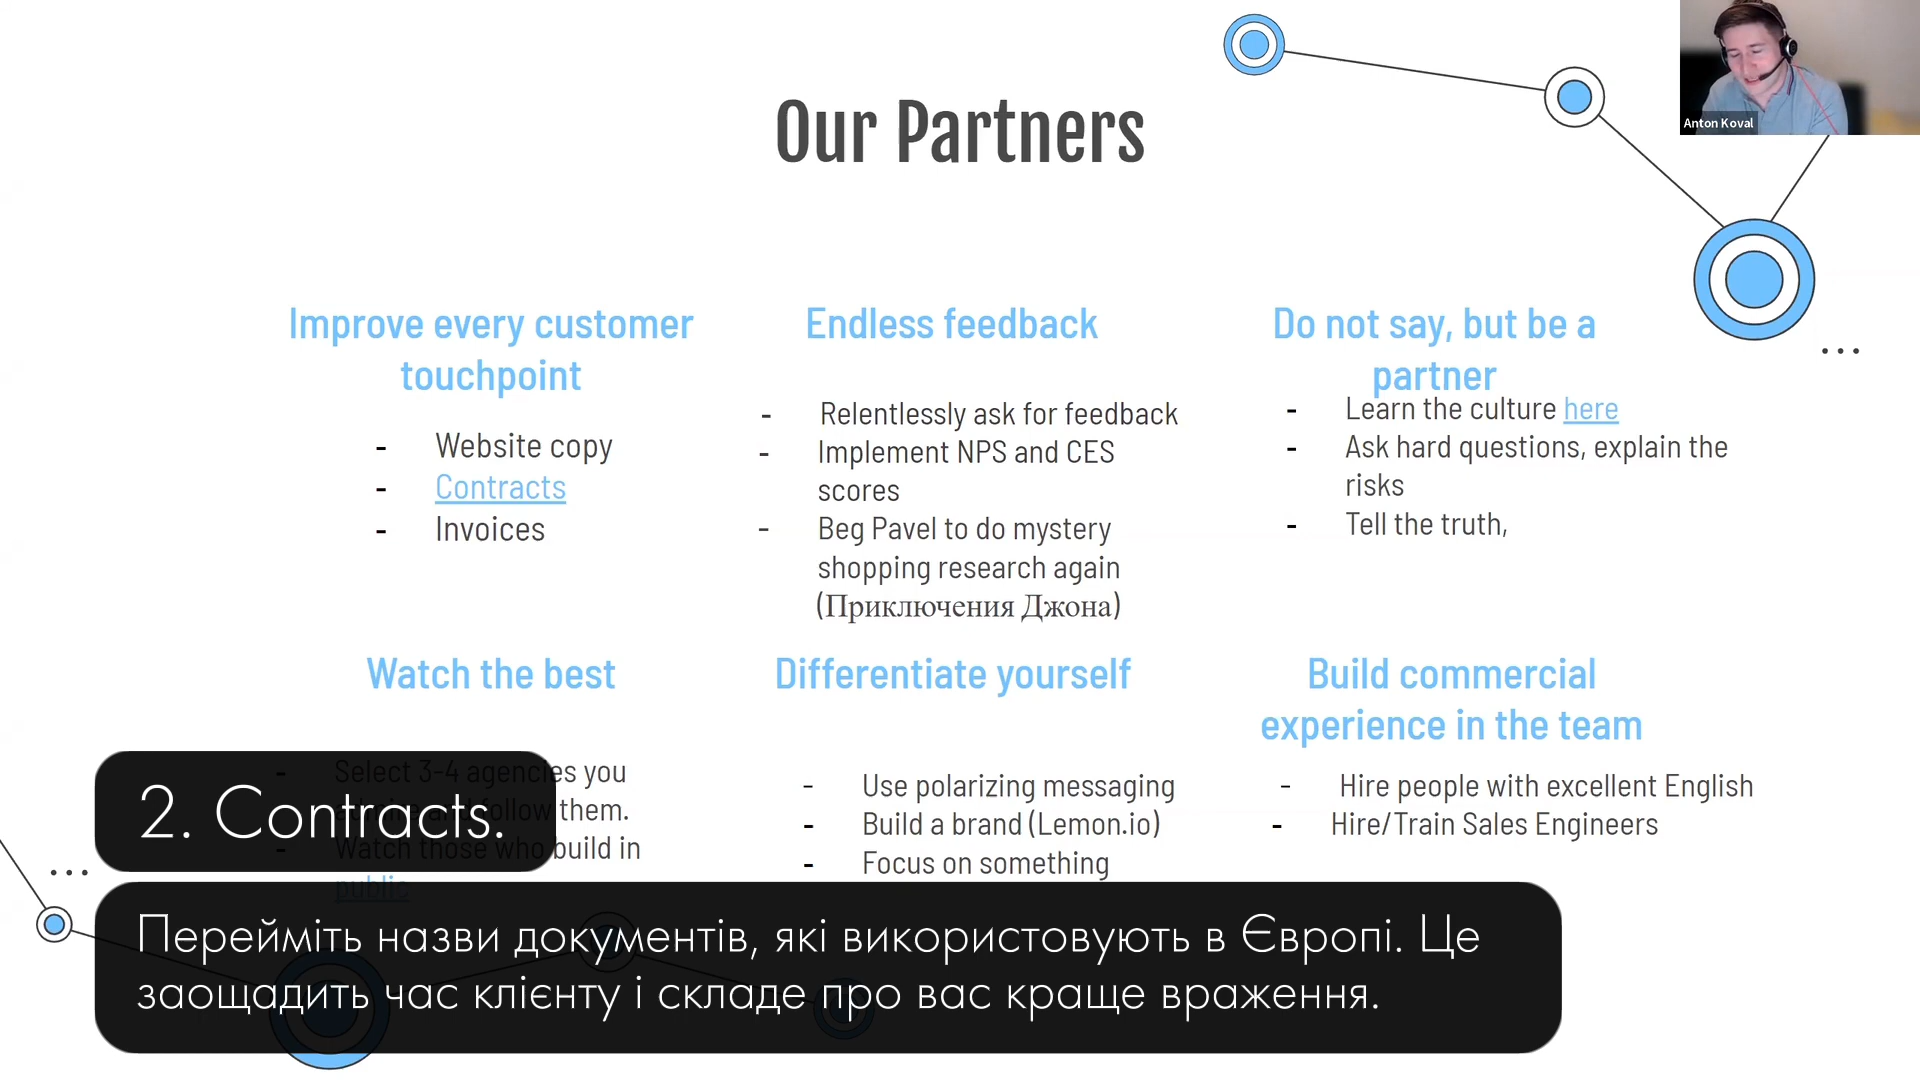 Anton Koval
Our Partners
Improve every customer
touchpoint
- Website copy
- Contracts
- Invoices
Endless feedback
- Relentlessly ask for feedback
- Implement NPS and CES
scores
- Beg Pavel to do mystery
shopping research again
(Приключения Джона)
Do not say, but be a
partner
- Learn the culture here
- Ask hard questions, explain the
risks
- Tell the truth,
Watch the best
- Select 3-4 agencies you
admire and follow them.
- Watch those who build in
public
Differentiate yourself
- Use polarizing messaging
- Build a brand (Lemon.io)
- Focus on something
Build commercial
experience in the team
- Hire people with excellent English
- Hire/Train Sales Engineers
2. Contracts.
Перейміть назви документів, які використовують в Європі. Це
заощадить час клієнту і складе про вас краще враження.